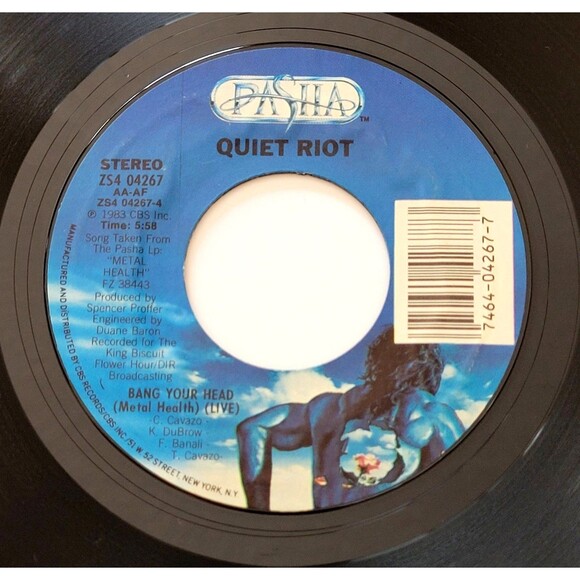 PASHA
TM
QUIET RIOT
STEREO
ZS4 04267
AA-AF
ZS4 04267-4
℗ 1983 CBS Inc.
Time: 5:58
Song Taken From
The Pasha Lp:
"METAL
HEALTH"
FZ 38443
Produced by
Spencer Proffer
Engineered by
Duane Baron
Recorded for The
King Biscuit
Flower Hour/DIR
Broadcasting
BANG YOUR HEAD
(Metal Health) (LIVE)
-C. Cavazo-
K. DuBrow-
F. Banali-
T. Cavazo-
7464-04267-7
MANUFACTURED AND DISTRIBUTED BY CBS RECORDS/CBS INC./51 W. 52 STREET, NEW YORK, N.Y.